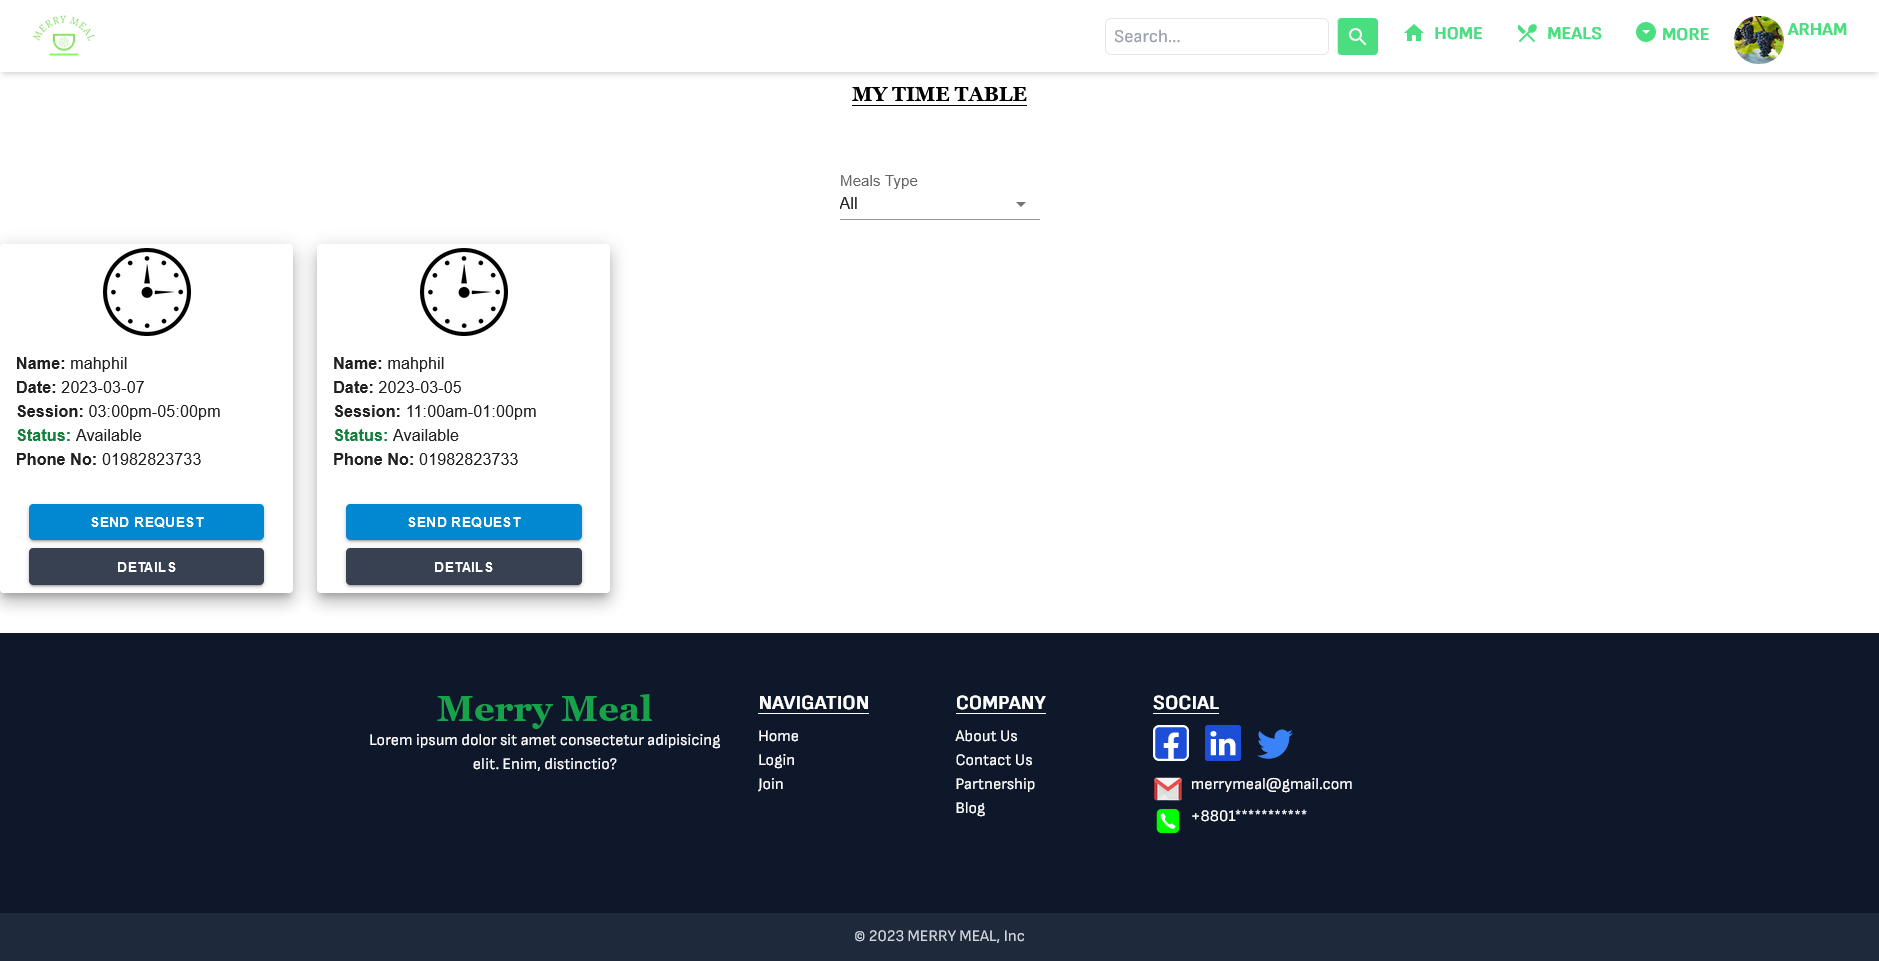 MERRY MEAL
Search...
HOME
MEALS
MORE
ARHAM
MY TIME TABLE
Meals Type
All
Name: mahphil
Date: 2023-03-07
Session: 03:00pm-05:00pm
Status: Available
Phone No: 01982823733
SEND REQUEST
DETAILS
Name: mahphil
Date: 2023-03-05
Session: 11:00am-01:00pm
Status: Available
Phone No: 01982823733
SEND REQUEST
DETAILS
Merry Meal
Lorem ipsum dolor sit amet consectetur adipisicing
elit. Enim, distinctio?
NAVIGATION
Home
Login
Join
COMPANY
About Us
Contact Us
Partnership
Blog
SOCIAL
merrymeal@gmail.com
+8801***********
© 2023 MERRY MEAL, Inc